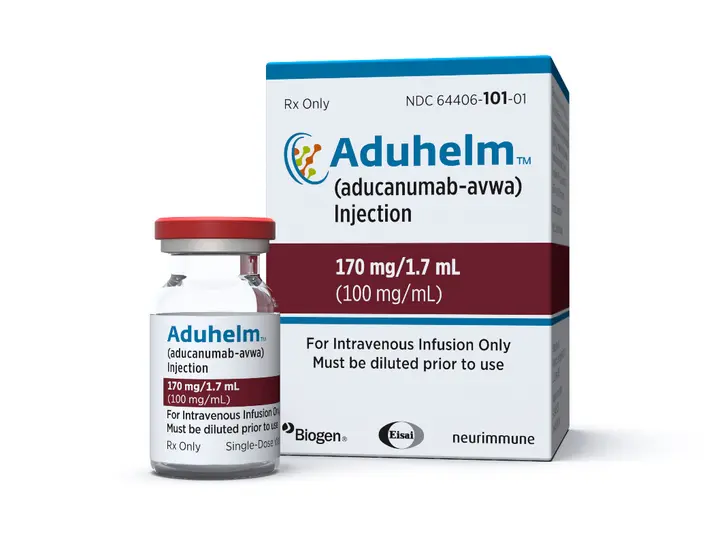 Rx Only
NDC 64406-101-01
Aduhelm™
(aducanumab-avwa)
Injection
170 mg/1.7 mL
(100 mg/mL)
For Intravenous Infusion Only
Must be diluted prior to use
Biogen®
Eisai
neurimmune
Aduhelm™
(aducanumab-avwa)
Injection
170 mg/1.7 mL
(100 mg/mL)
For Intravenous Infusion On
Must be diluted prior to use
Rx Only
Single-Dose Via